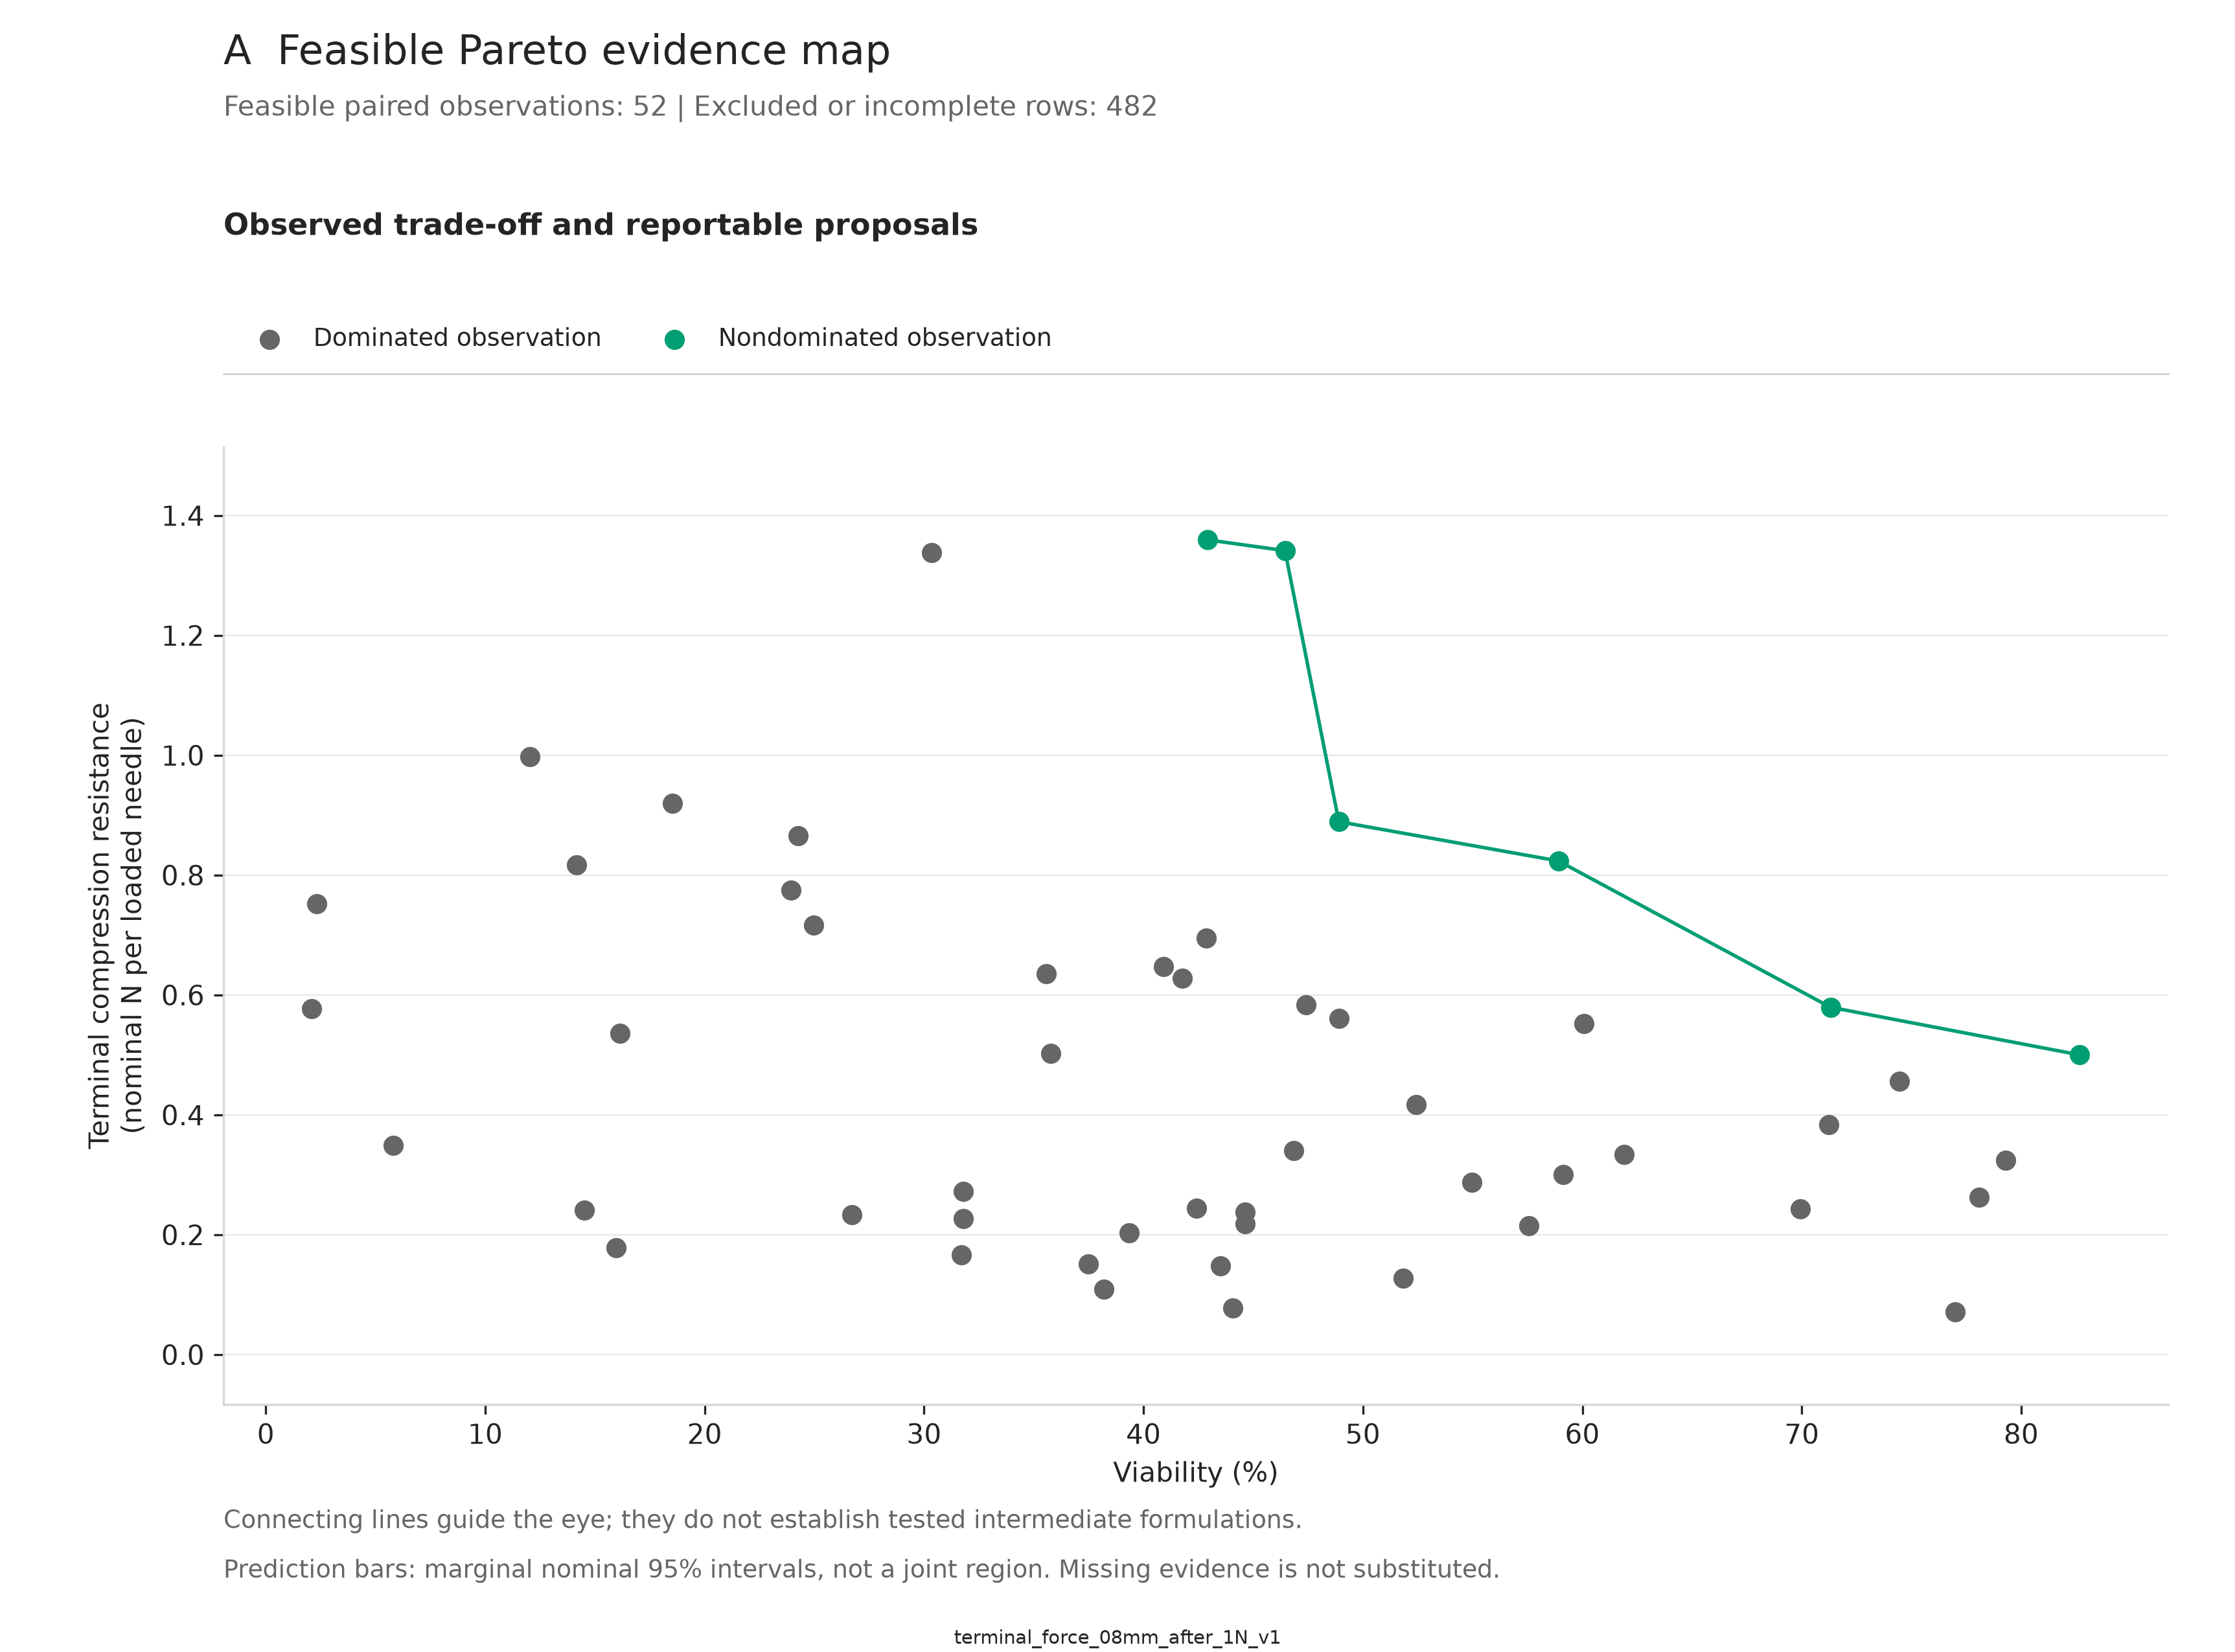 A  Feasible Pareto evidence map
Feasible paired observations: 52 | Excluded or incomplete rows: 482
Observed trade-off and reportable proposals
Dominated observation
Nondominated observation
Terminal compression resistance
(nominal N per loaded needle)
1.4
1.2
1.0
0.8
0.6
0.4
0.2
0.0
0 10 20 30 40 50 60 70 80
Viability (%)
Connecting lines guide the eye; they do not establish tested intermediate formulations.
Prediction bars: marginal nominal 95% intervals, not a joint region. Missing evidence is not substituted.
terminal_force_08mm_after_1N_v1